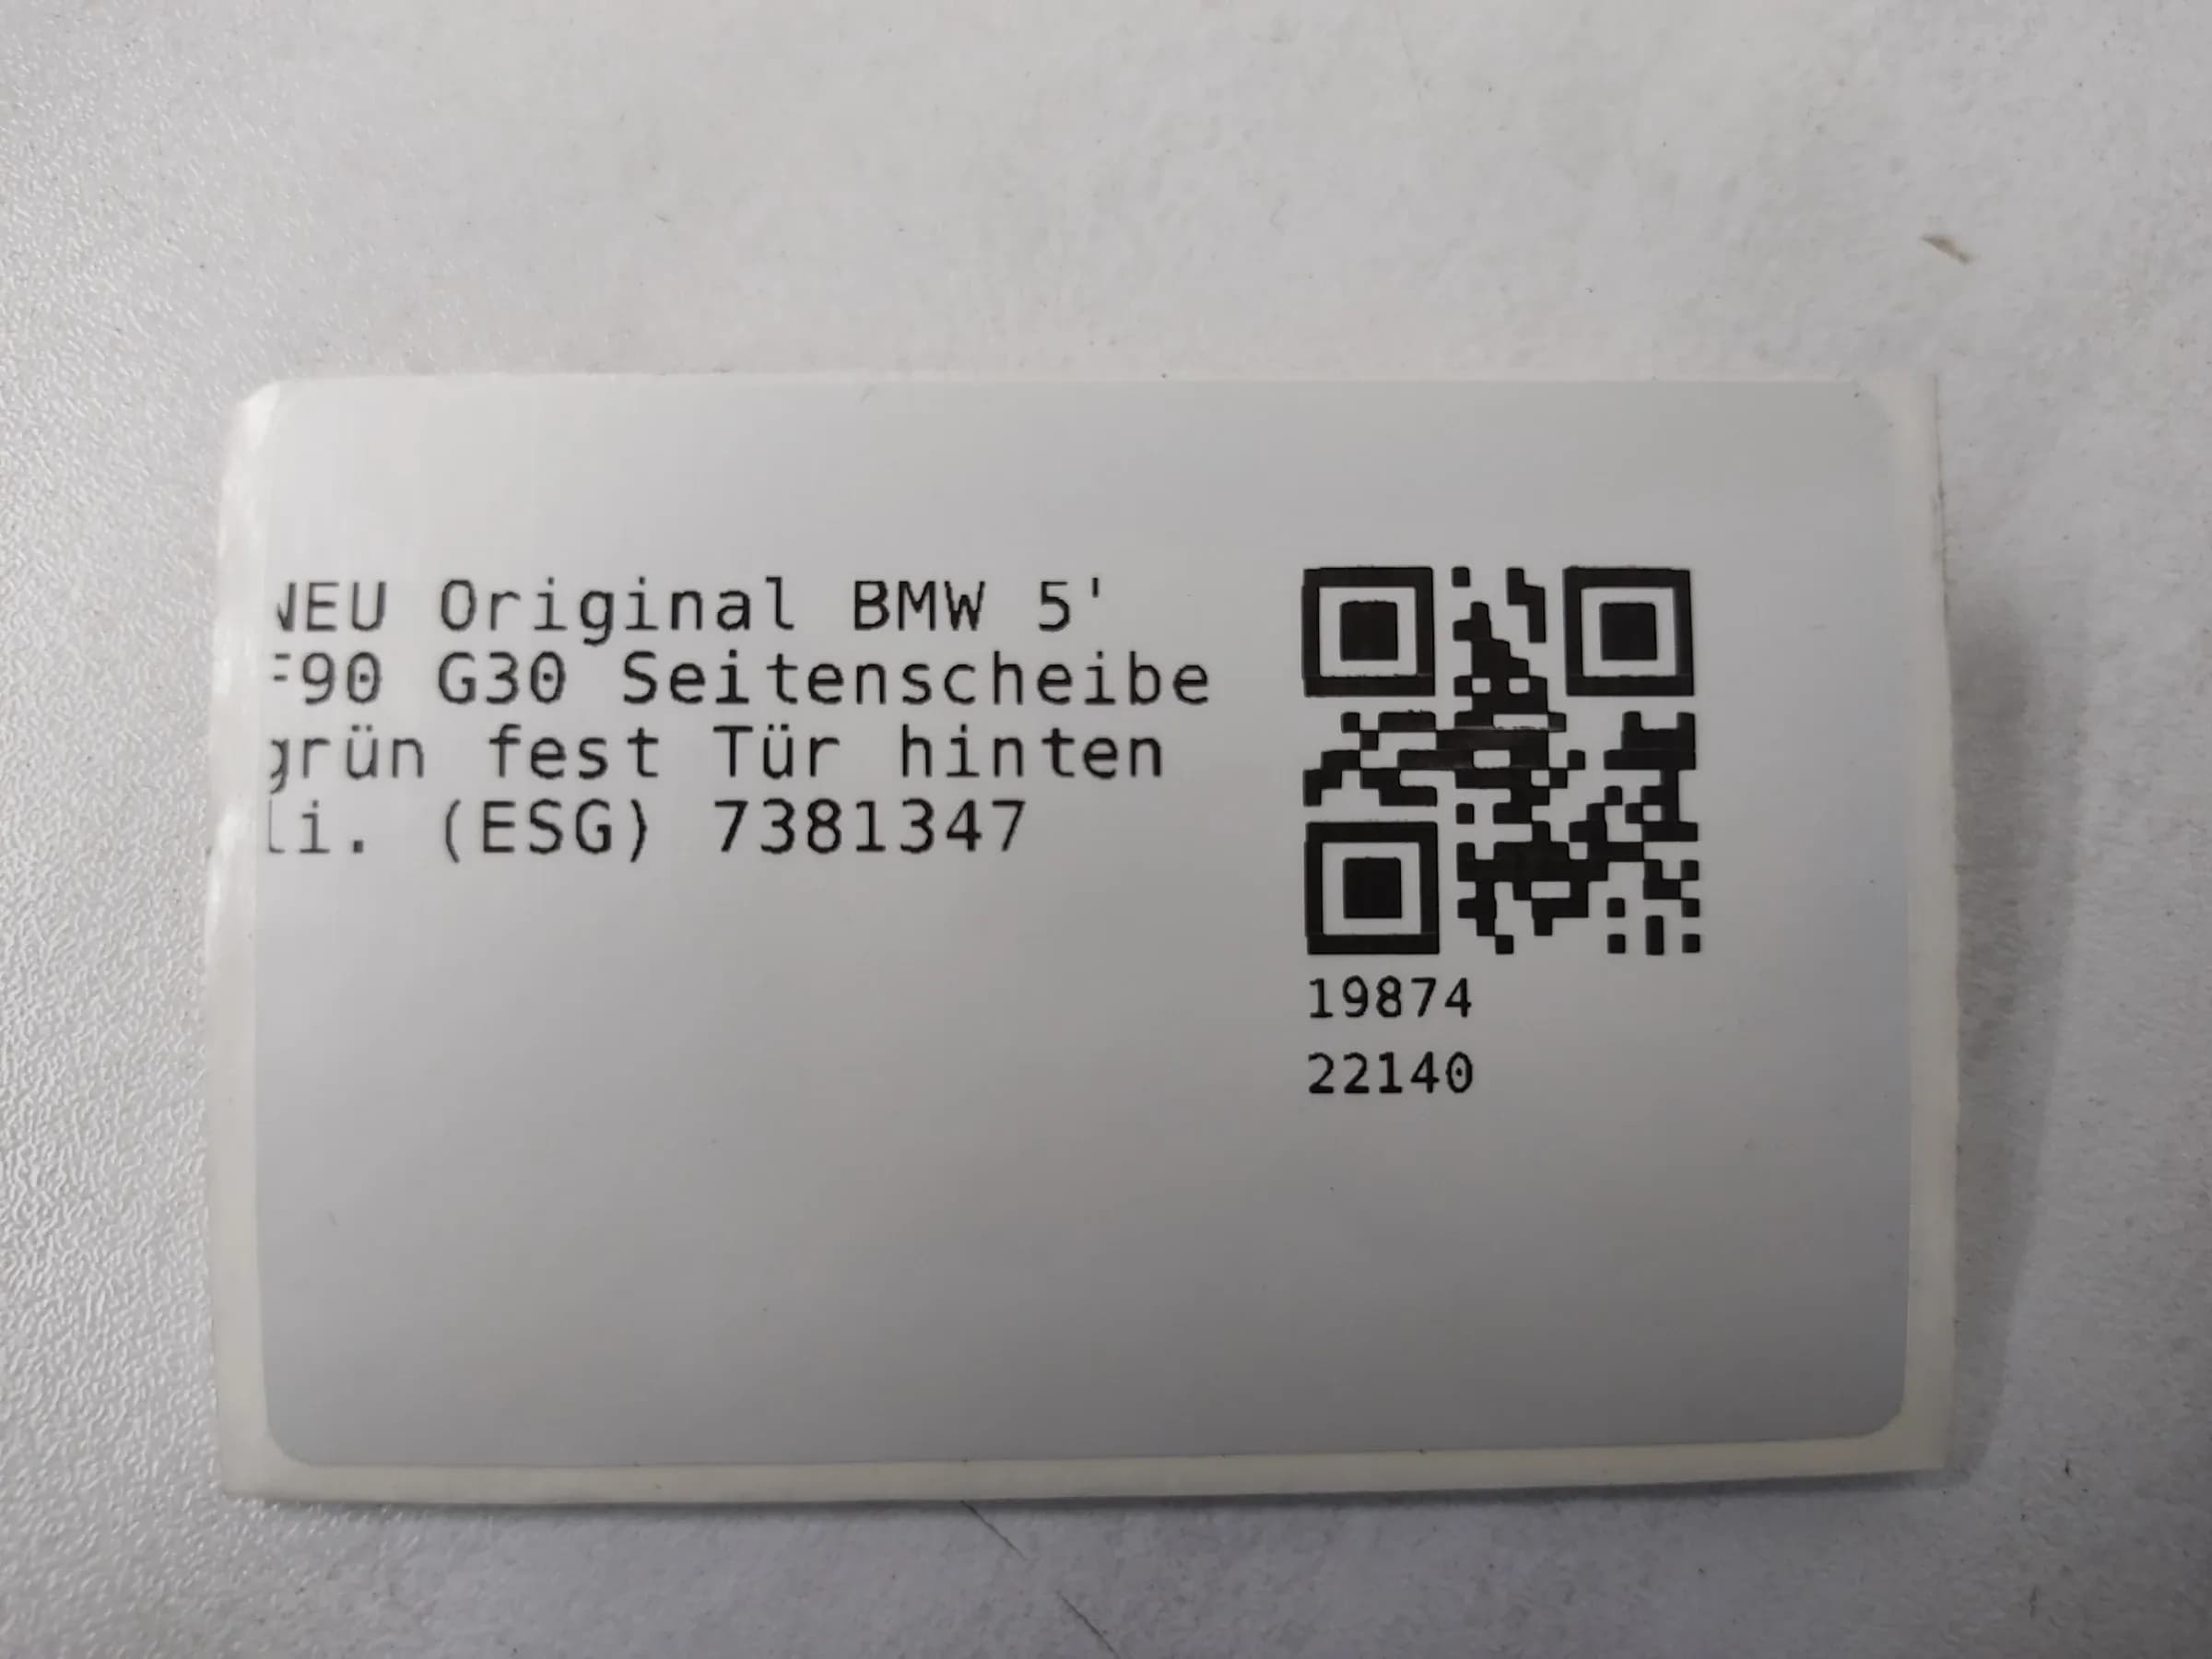 NEU Original BMW 5'
F90 G30 Seitenscheibe
grün fest Tür hinten
li. (ESG) 7381347
19874
22140